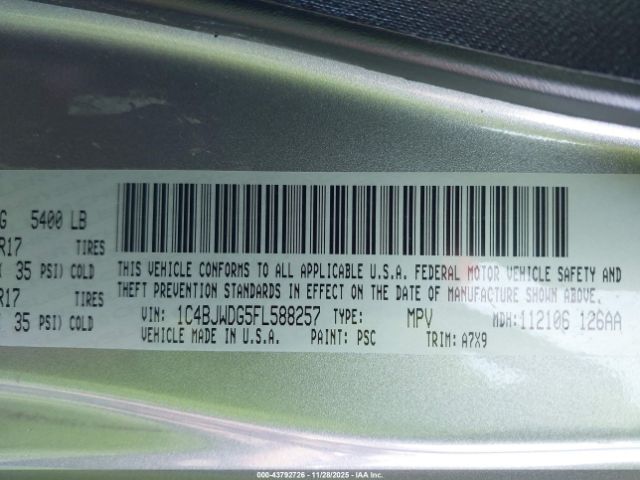 G 5400 LB
R17 TIRES
35 PSI) COLD
R17 TIRES
35 PSI) COLD
THIS VEHICLE CONFORMS TO ALL APPLICABLE U.S.A. FEDERAL MOTOR VEHICLE SAFETY AND
THEFT PREVENTION STANDARDS IN EFFECT ON THE DATE OF MANUFACTURE SHOWN ABOVE.
VIN: 1C4BJWDG5FL588257 TYPE: MPV MDH: 112106 126AA
VEHICLE MADE IN U.S.A. PAINT: PSC TRIM: A7X9
000-43792726 - 11/28/2025 - IAA Inc.